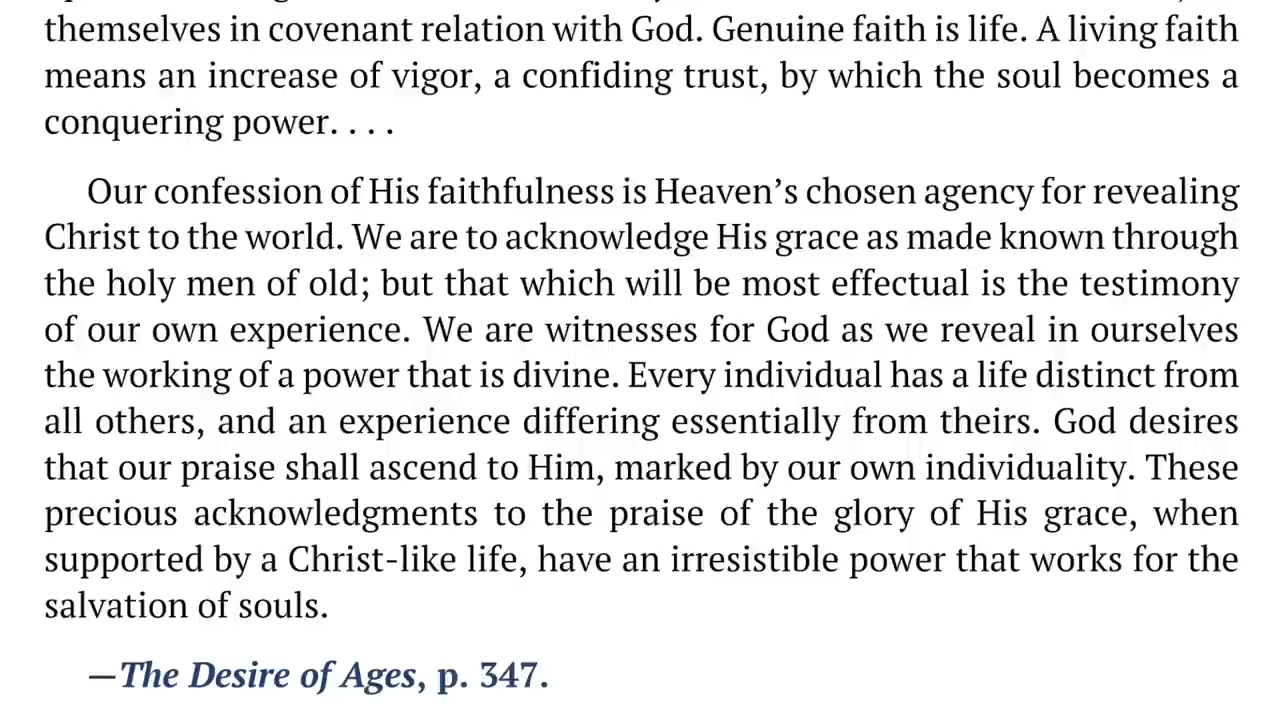 themselves in covenant relation with God. Genuine faith is life. A living faith
means an increase of vigor, a confiding trust, by which the soul becomes a
conquering power. . . .
Our confession of His faithfulness is Heaven’s chosen agency for revealing
Christ to the world. We are to acknowledge His grace as made known through
the holy men of old; but that which will be most effectual is the testimony
of our own experience. We are witnesses for God as we reveal in ourselves
the working of a power that is divine. Every individual has a life distinct from
all others, and an experience differing essentially from theirs. God desires
that our praise shall ascend to Him, marked by our own individuality. These
precious acknowledgments to the praise of the glory of His grace, when
supported by a Christ-like life, have an irresistible power that works for the
salvation of souls.
—The Desire of Ages, p. 347.